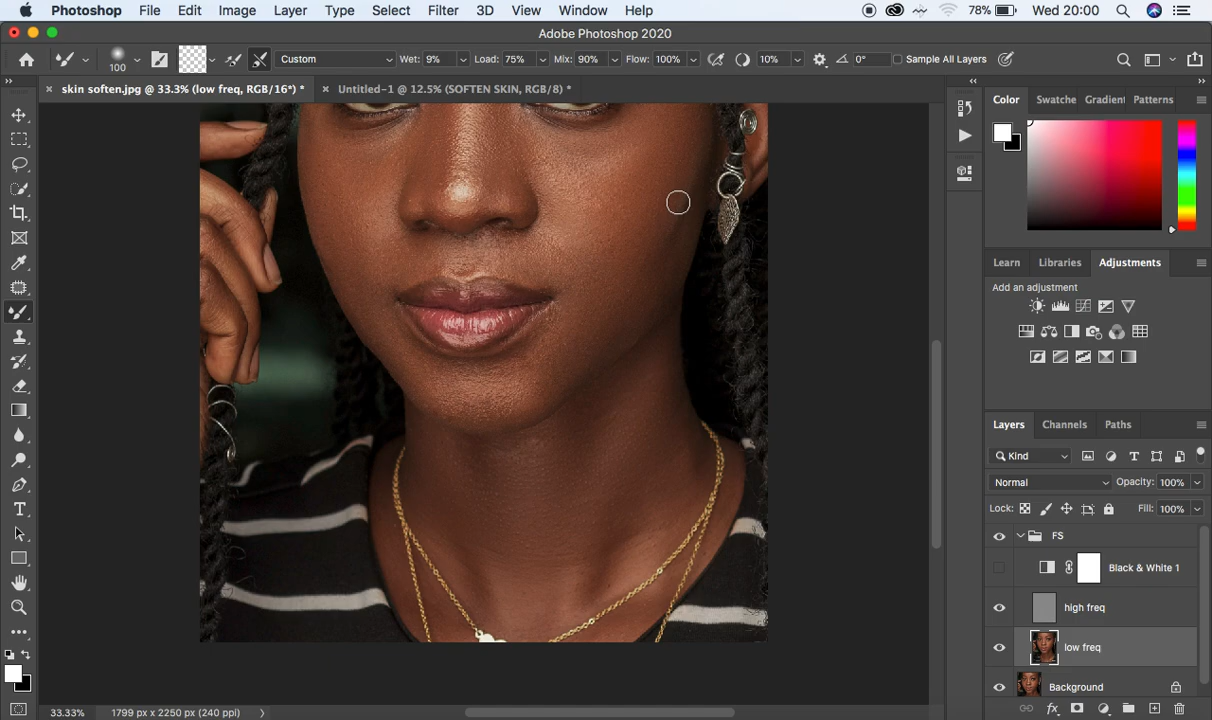 Photoshop File Edit Image Layer Type Select Filter 3D View Window Help 78% Wed 20:00
Adobe Photoshop 2020
100 Custom Wet: 9% Load: 75% Mix: 90% Flow: 100% 10% 0° Sample All Layers
skin soften.jpg @ 33.3% (low freq, RGB/16*) * Untitled-1 @ 12.5% (SOFTEN SKIN, RGB/8) *
Color Swatche Gradient Patterns
Learn Libraries Adjustments
Add an adjustment
Layers Channels Paths
Kind
Normal Opacity: 100%
Lock: Fill: 100%
FS
Black & White 1
high freq
low freq
Background
33.33% 1799 px x 2250 px (240 ppi)